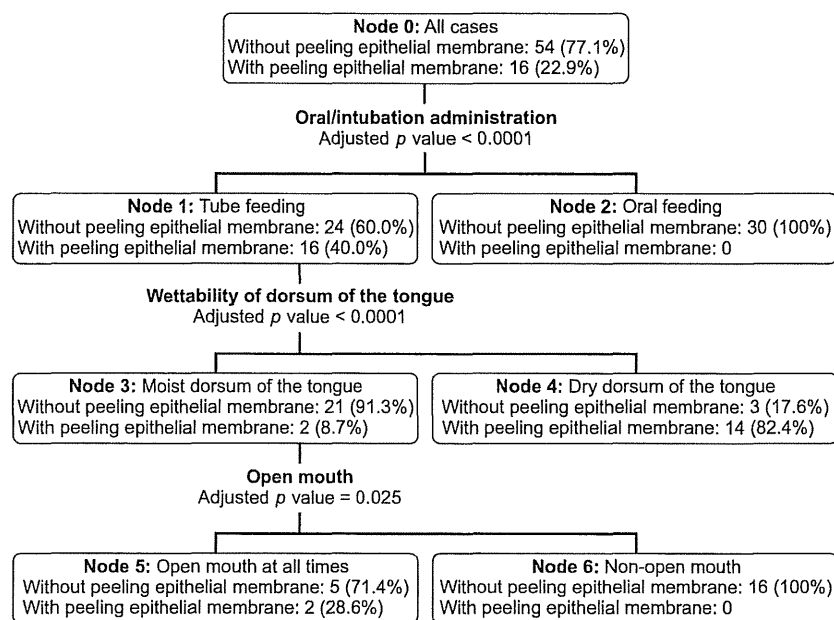 Node 0: All cases
Without peeling epithelial membrane: 54 (77.1%)
With peeling epithelial membrane: 16 (22.9%)
Oral/intubation administration
Adjusted p value < 0.0001
Node 1: Tube feeding
Without peeling epithelial membrane: 24 (60.0%)
With peeling epithelial membrane: 16 (40.0%)
Node 2: Oral feeding
Without peeling epithelial membrane: 30 (100%)
With peeling epithelial membrane: 0
Wettability of dorsum of the tongue
Adjusted p value < 0.0001
Node 3: Moist dorsum of the tongue
Without peeling epithelial membrane: 21 (91.3%)
With peeling epithelial membrane: 2 (8.7%)
Node 4: Dry dorsum of the tongue
Without peeling epithelial membrane: 3 (17.6%)
With peeling epithelial membrane: 14 (82.4%)
Open mouth
Adjusted p value = 0.025
Node 5: Open mouth at all times
Without peeling epithelial membrane: 5 (71.4%)
With peeling epithelial membrane: 2 (28.6%)
Node 6: Non-open mouth
Without peeling epithelial membrane: 16 (100%)
With peeling epithelial membrane: 0